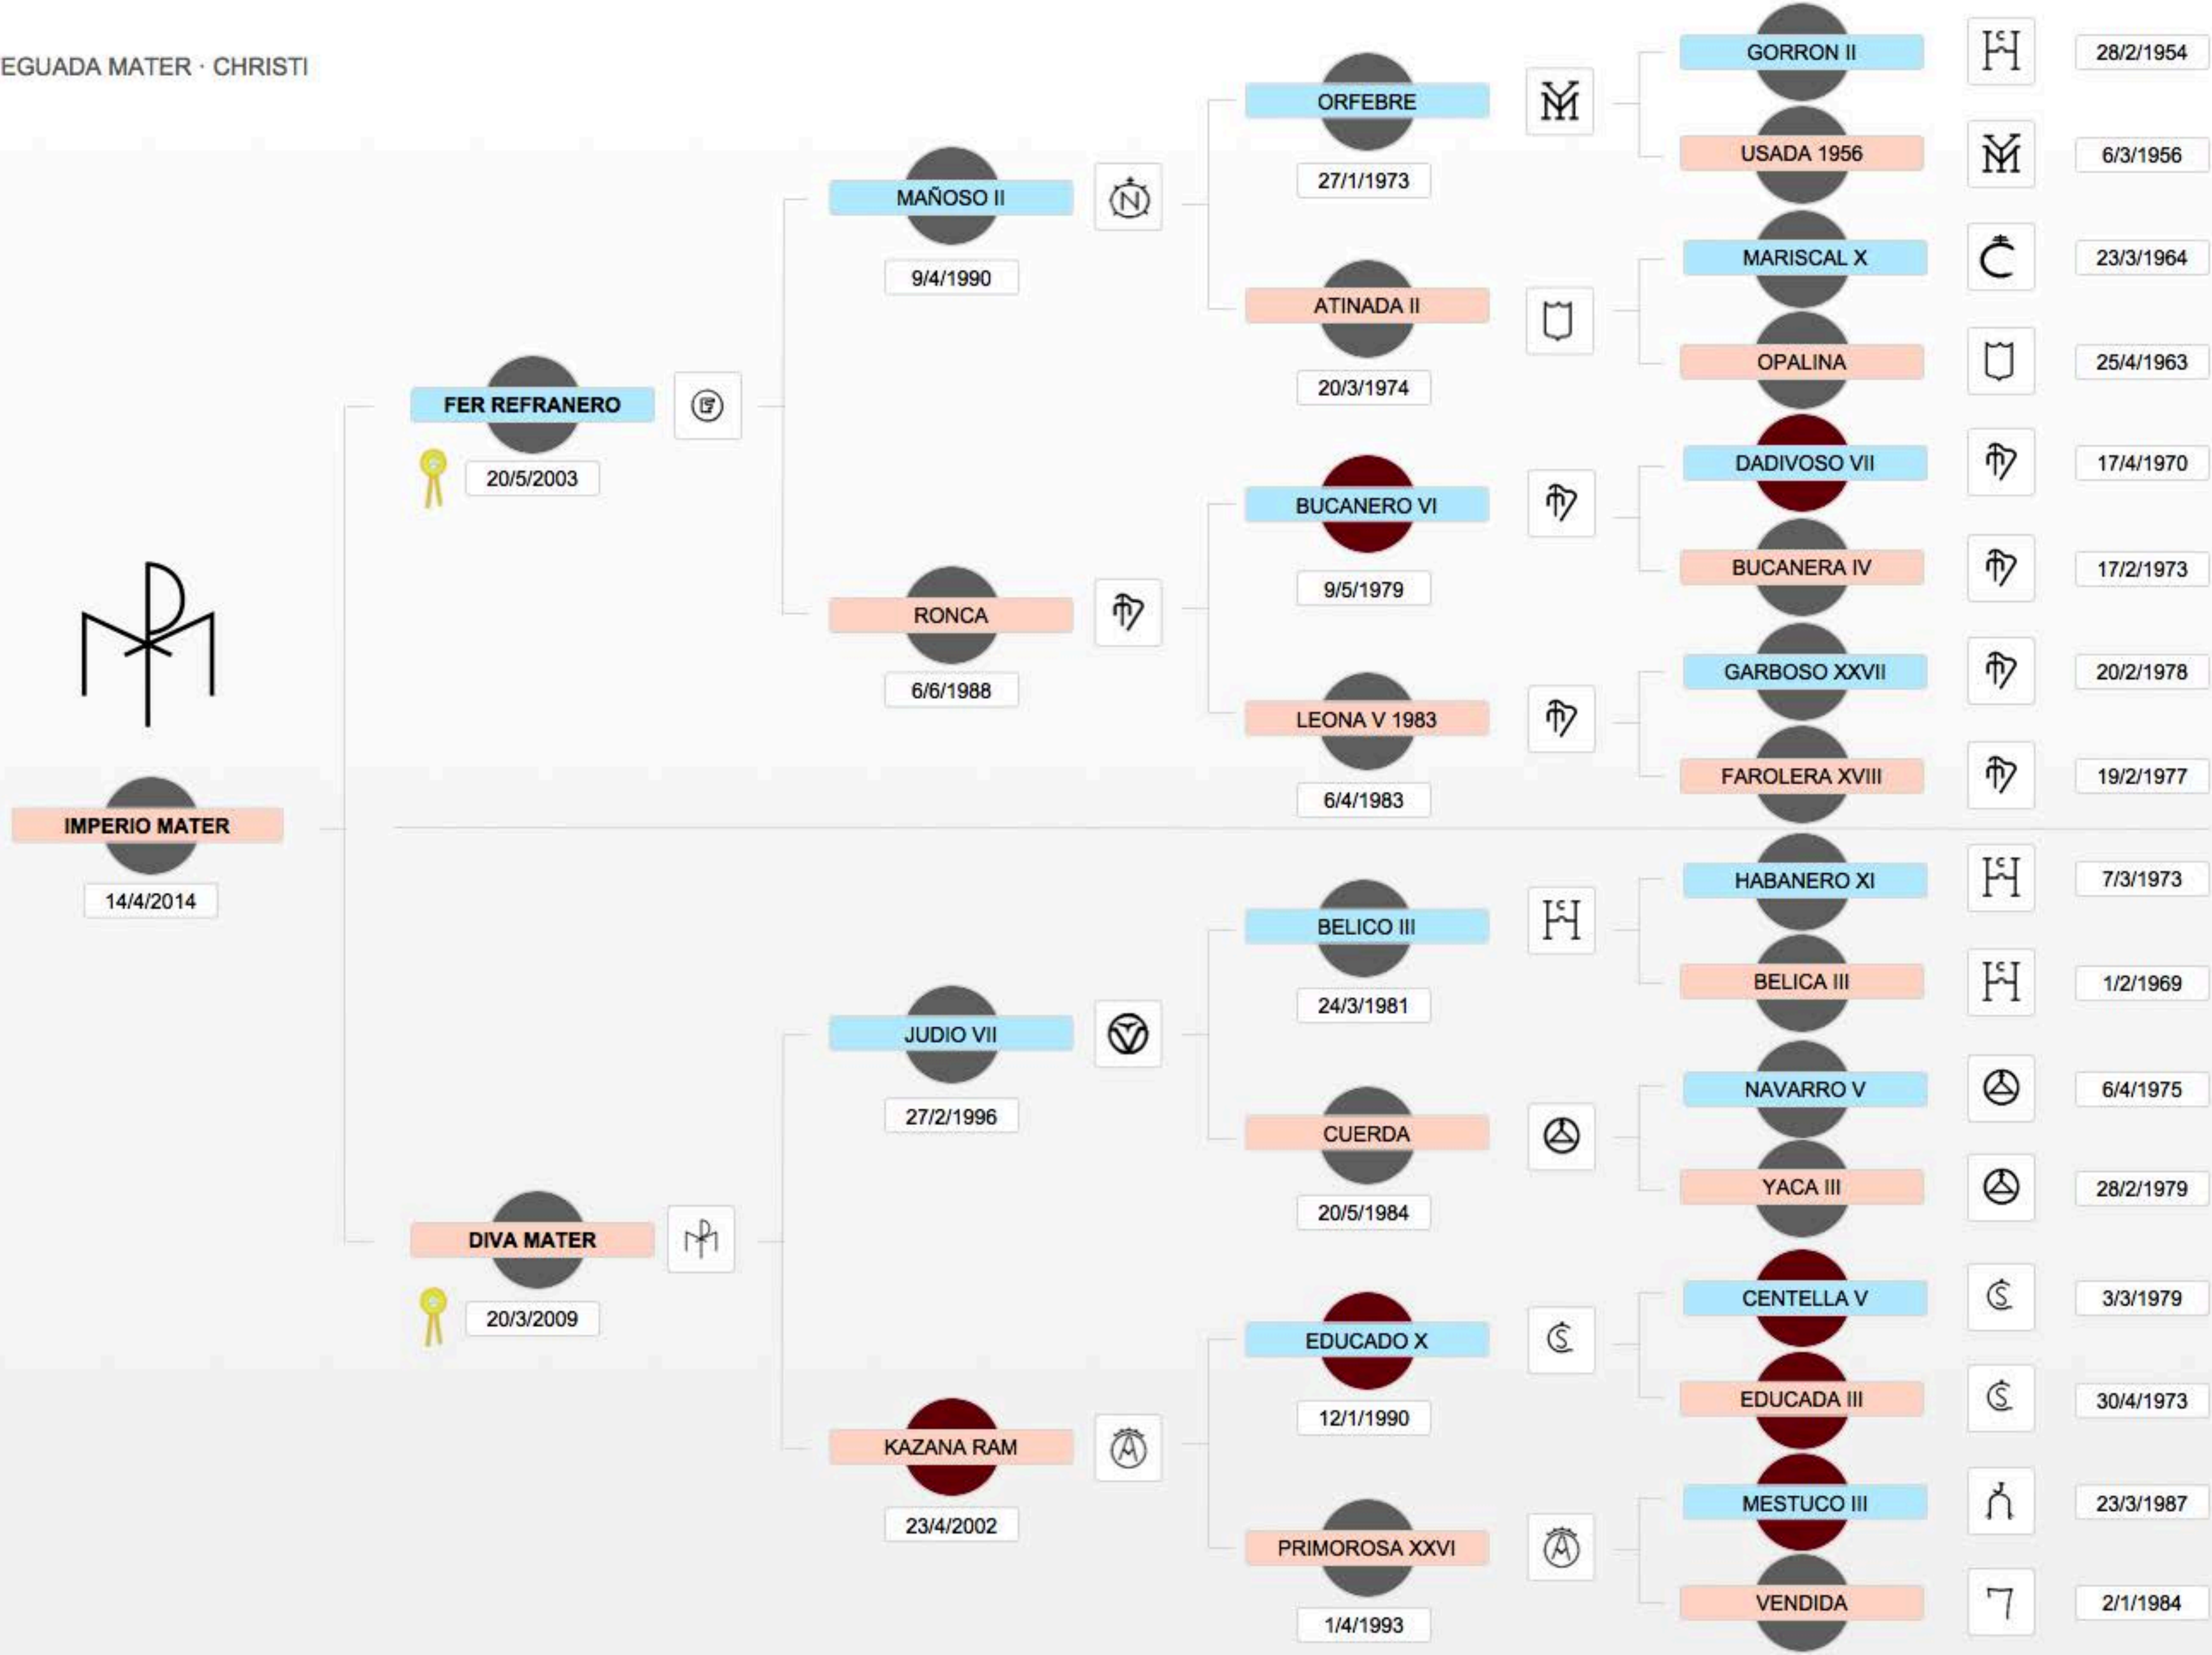 EGUADA MATER · CHRISTI
IMPERIO MATER
14/4/2014
FER REFRANERO
20/5/2003
DIVA MATER
20/3/2009
MAÑOSO II
9/4/1990
RONCA
6/6/1988
JUDIO VII
27/2/1996
KAZANA RAM
23/4/2002
ORFEBRE
27/1/1973
ATINADA II
20/3/1974
BUCANERO VI
9/5/1979
LEONA V 1983
6/4/1983
BELICO III
24/3/1981
CUERDA
20/5/1984
EDUCADO X
12/1/1990
PRIMOROSA XXVI
1/4/1993
GORRON II 28/2/1954
USADA 1956 6/3/1956
MARISCAL X 23/3/1964
OPALINA 25/4/1963
DADIVOSO VII 17/4/1970
BUCANERA IV 17/2/1973
GARBOSO XXVII 20/2/1978
FAROLERA XVIII 19/2/1977
HABANERO XI 7/3/1973
BELICA III 1/2/1969
NAVARRO V 6/4/1975
YACA III 28/2/1979
CENTELLA V 3/3/1979
EDUCADA III 30/4/1973
MESTUCO III 23/3/1987
VENDIDA 2/1/1984